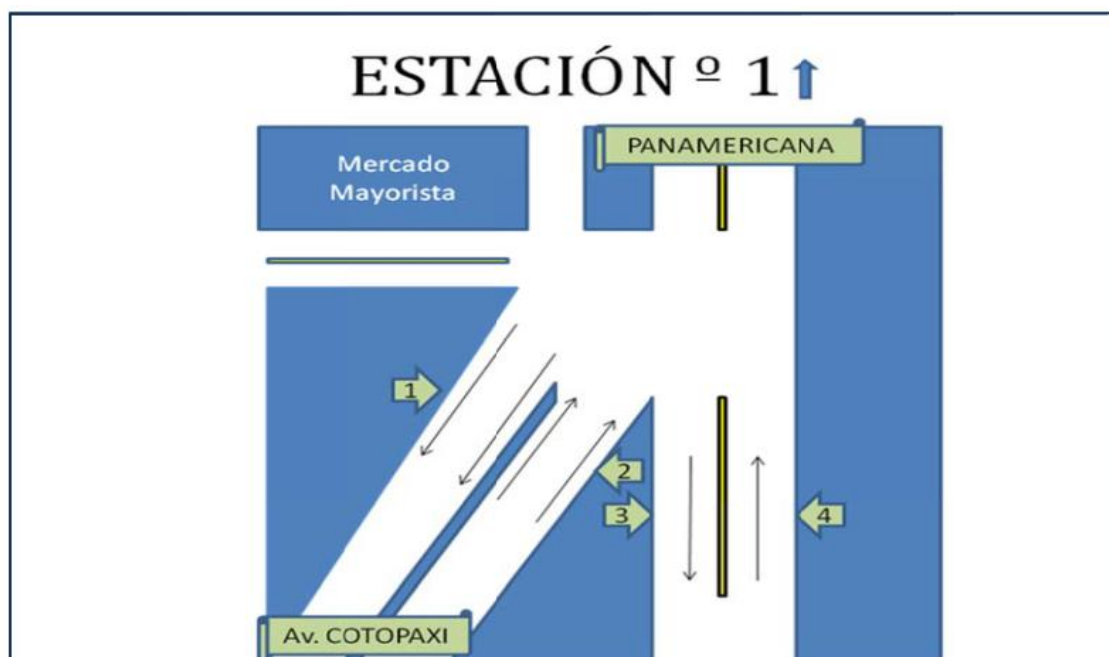 ESTACIÓN º 1
PANAMERICANA
Mercado
Mayorista
1
2
3
4
Av. COTOPAXI